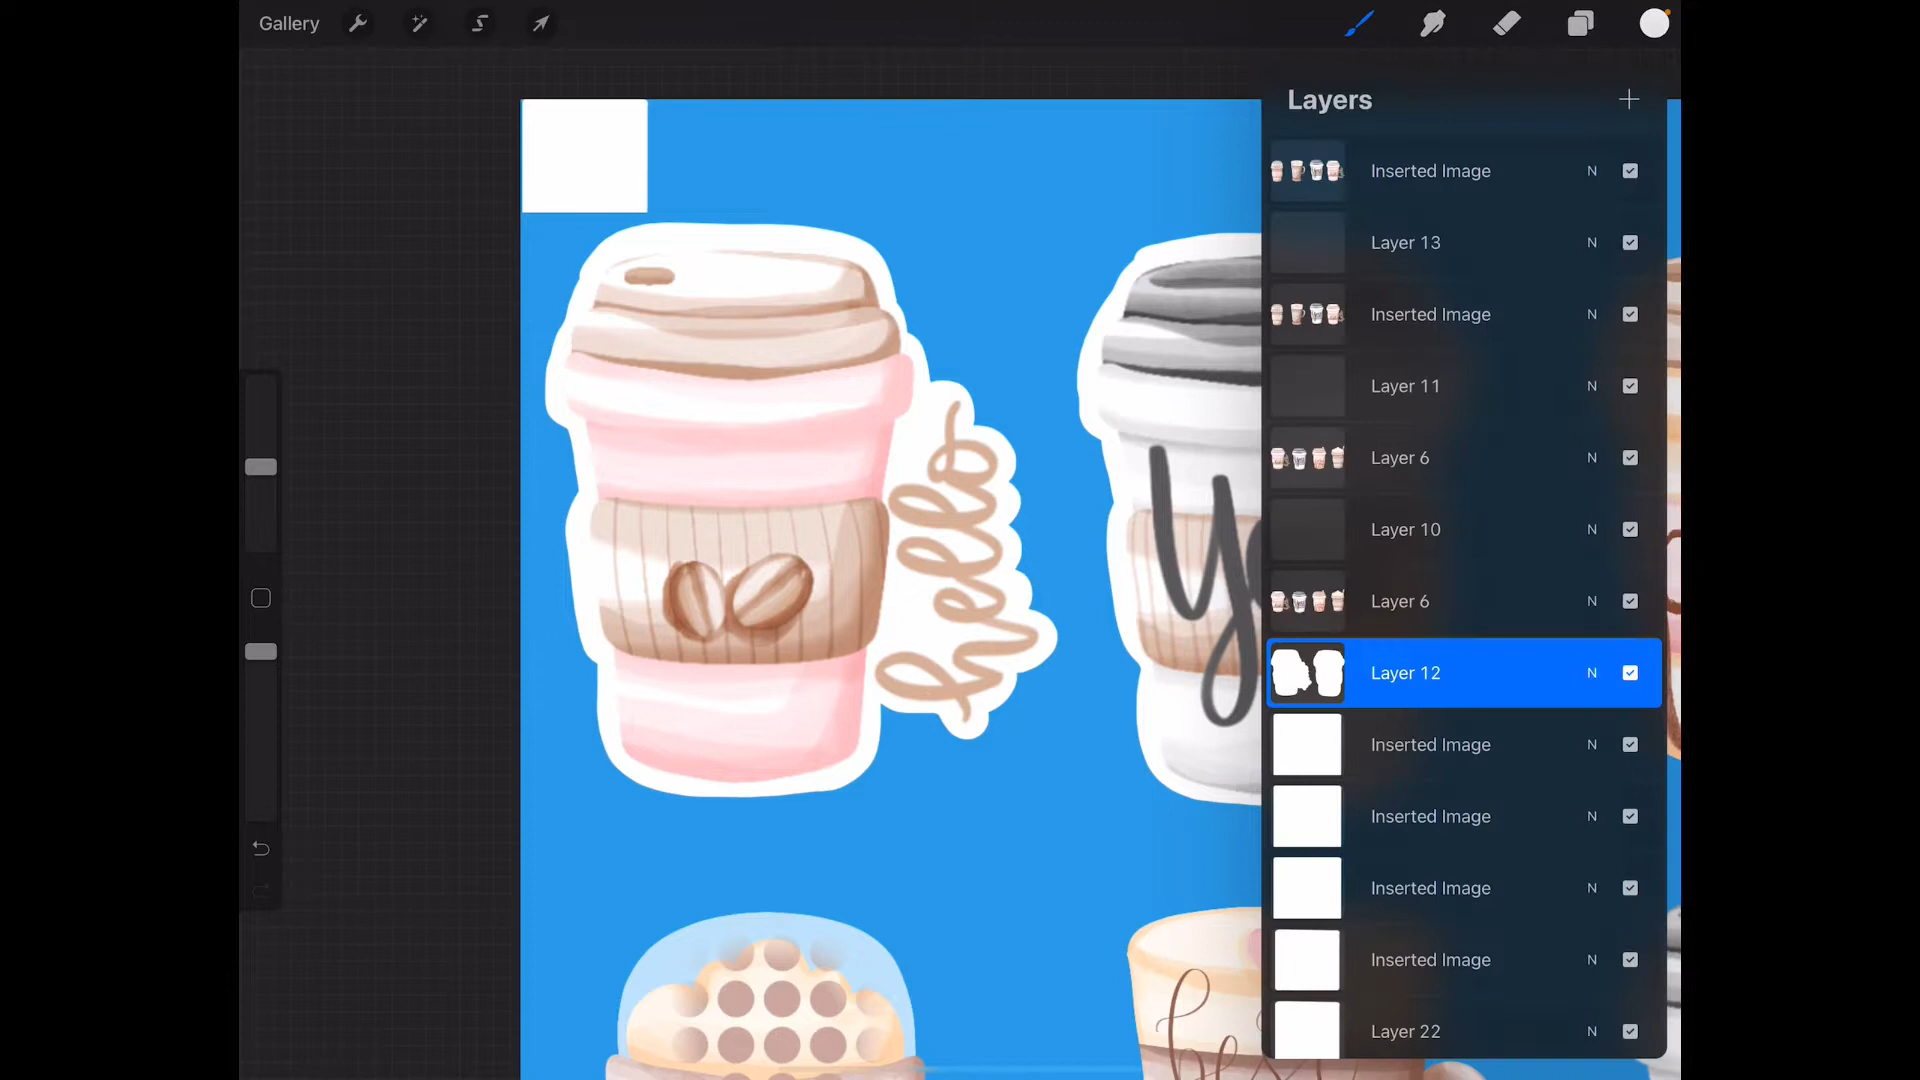 Gallery
Layers
Inserted Image N
Layer 13 N
Inserted Image N
Layer 11 N
Layer 6 N
Layer 10 N
Layer 6 N
Layer 12 N
Inserted Image N
Inserted Image N
Inserted Image N
Inserted Image N
Layer 22 N
hello